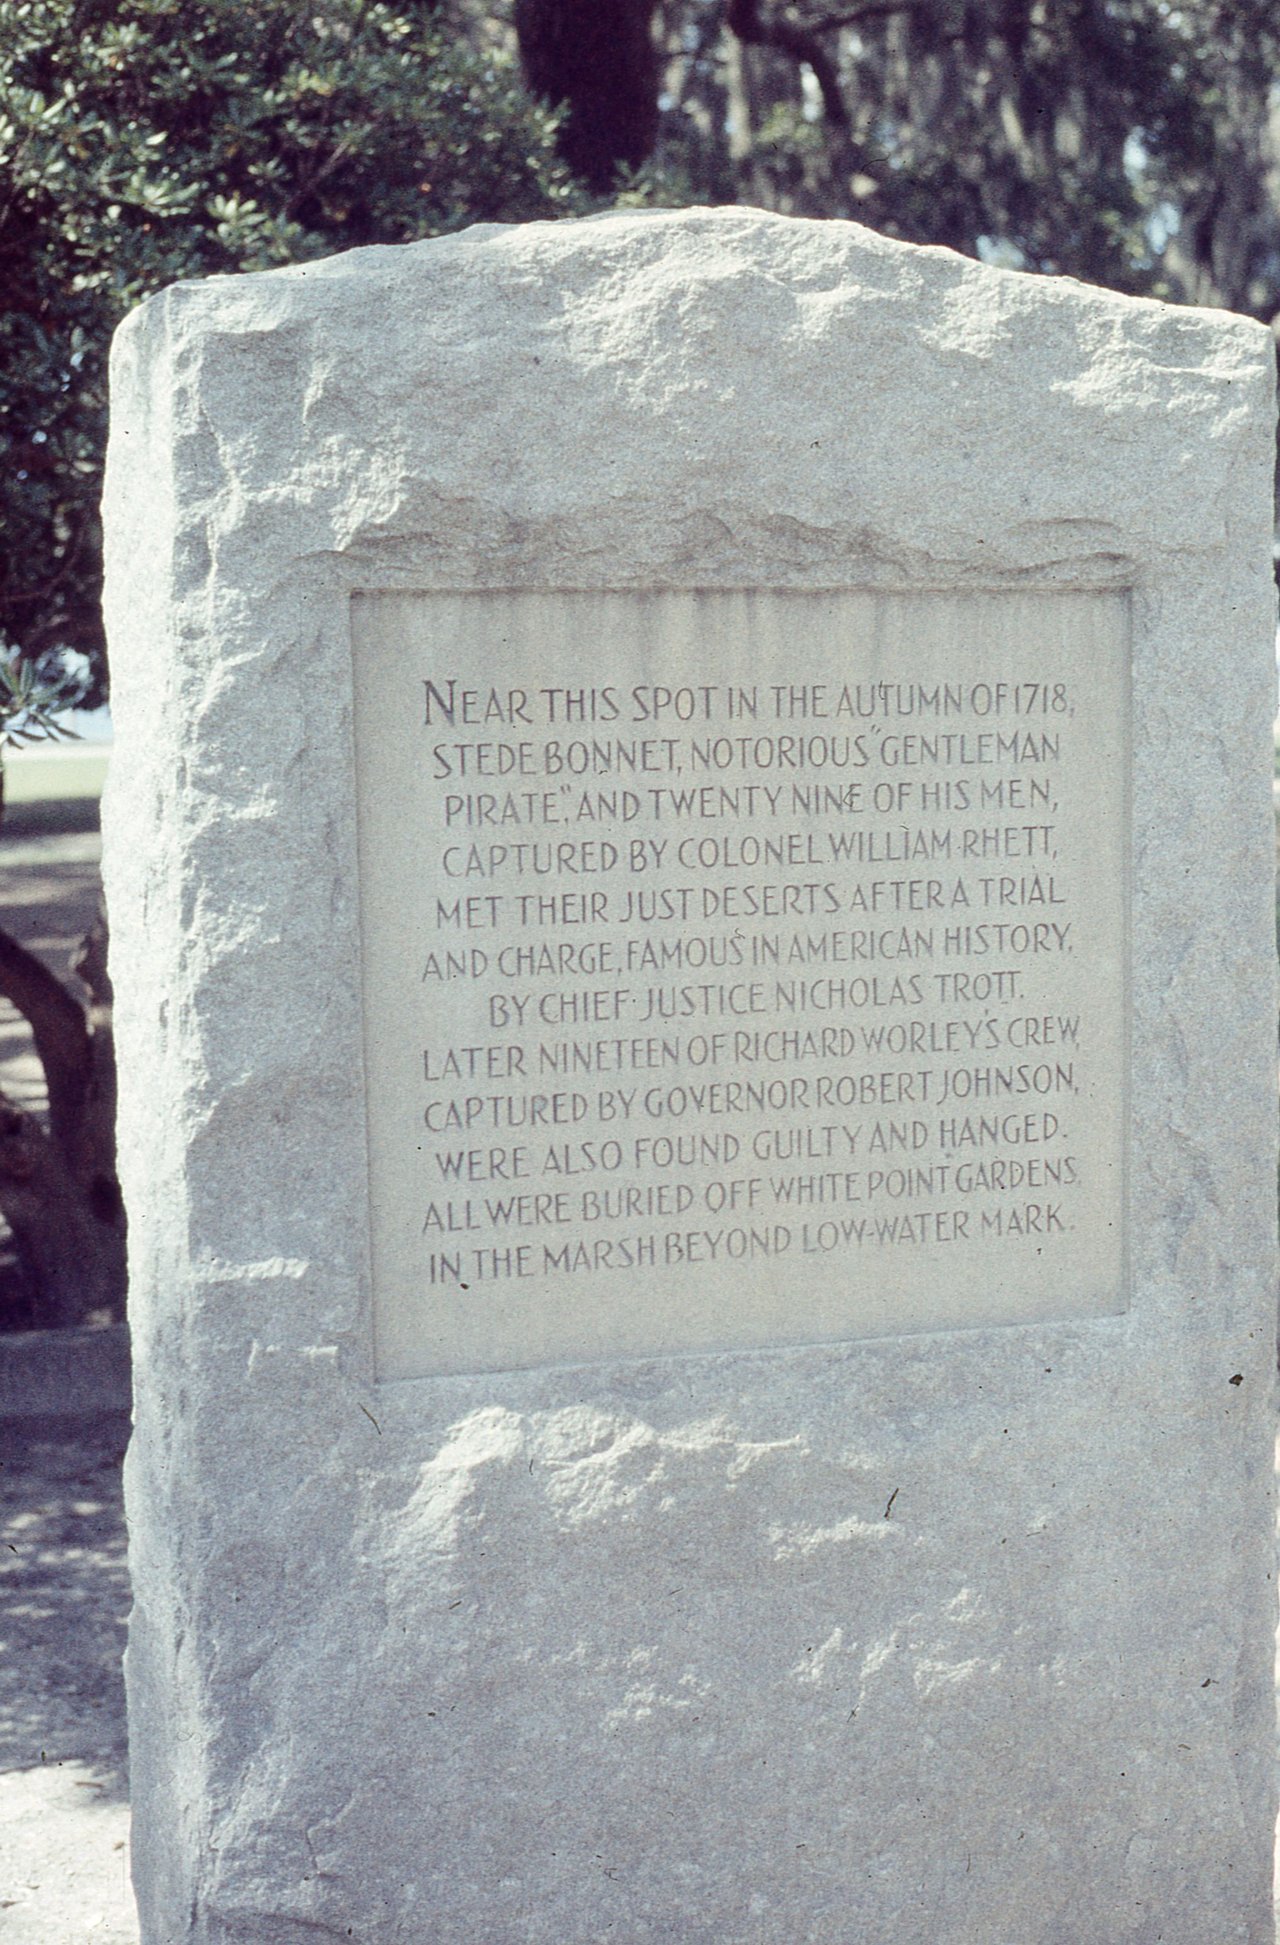 NEAR THIS SPOT IN THE AUTUMN OF 1718,
STEDE BONNET, NOTORIOUS "GENTLEMAN
PIRATE", AND TWENTY NINE OF HIS MEN,
CAPTURED BY COLONEL WILLIAM RHETT,
MET THEIR JUST DESERTS AFTER A TRIAL
AND CHARGE, FAMOUS IN AMERICAN HISTORY,
BY CHIEF JUSTICE NICHOLAS TROTT.
LATER NINETEEN OF RICHARD WORLEY'S CREW,
CAPTURED BY GOVERNOR ROBERT JOHNSON,
WERE ALSO FOUND GUILTY AND HANGED.
ALL WERE BURIED OFF WHITE POINT GARDENS,
IN THE MARSH BEYOND LOW-WATER MARK.